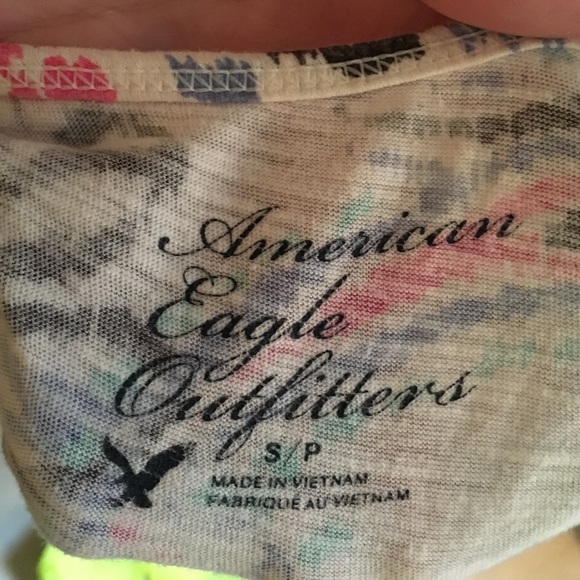 American
Eagle
Outfitters
S/P
MADE IN VIETNAM
FABRIQUE AU VIETNAM